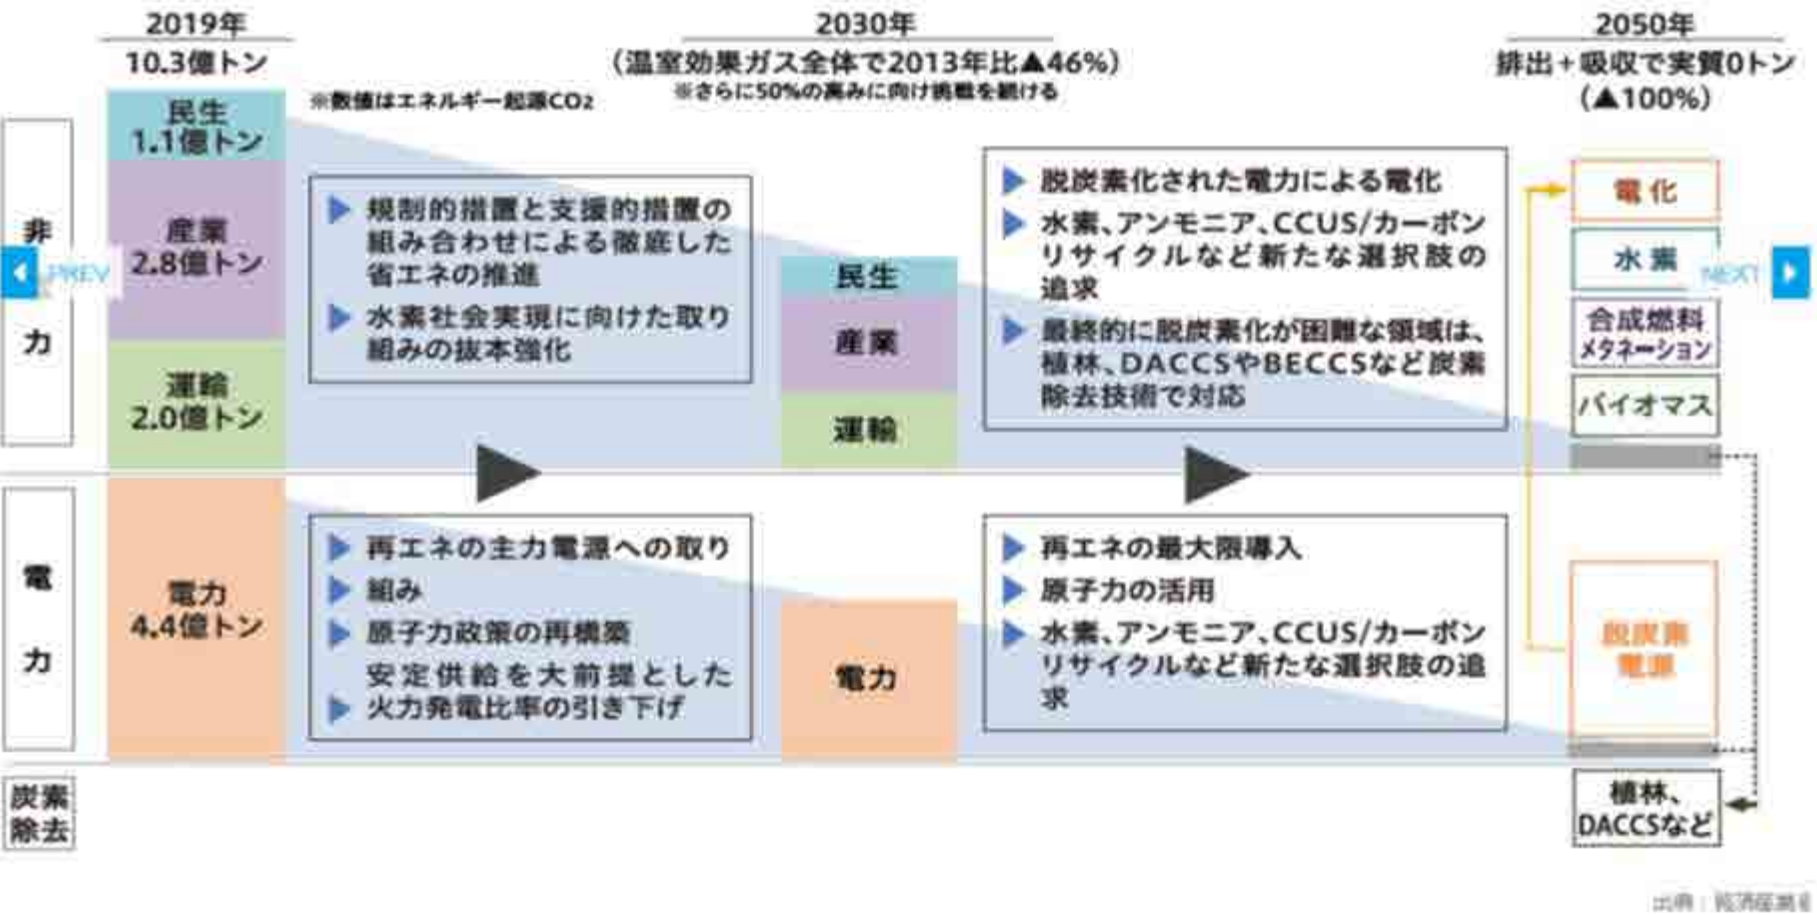 2019年
10.3億トン
2030年
(温室効果ガス全体で2013年比▲46%)
※さらに50%の高みに向け挑戦を続ける
2050年
排出+吸収で実質0トン
(▲100%)
※数値はエネルギー起源CO2
非
力
PREV
民生
1.1億トン
産業
2.8億トン
運輸
2.0億トン
規制的措置と支援的措置の
組み合わせによる徹底した
省エネの推進
水素社会実現に向けた取り
組みの抜本強化
民生
産業
運輸
脱炭素化された電力による電化
水素、アンモニア、CCUS/カーボン
リサイクルなど新たな選択肢の
追求
最終的に脱炭素化が困難な領域は、
植林、DACCSやBECCSなど炭素
除去技術で対応
電化
水素
NEXT
合成燃料
メタネーション
バイオマス
電
力
電力
4.4億トン
再エネの主力電源への取り
組み
原子力政策の再構築
安定供給を大前提とした
火力発電比率の引き下げ
電力
再エネの最大限導入
原子力の活用
水素、アンモニア、CCUS/カーボン
リサイクルなど新たな選択肢の追
求
脱炭素
電源
炭素
除去
植林、
DACCSなど
出典:経済産業省